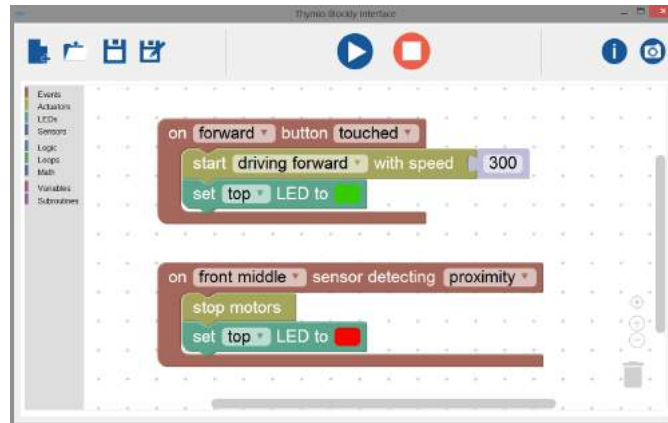 Thymio Blockly Interface
Events
Actuators
LEDs
Sensors
Logic
Loops
Math
Variables
Subroutines
on forward button touched
start driving forward with speed 300
set top LED to
on front middle sensor detecting proximity
stop motors
set top LED to